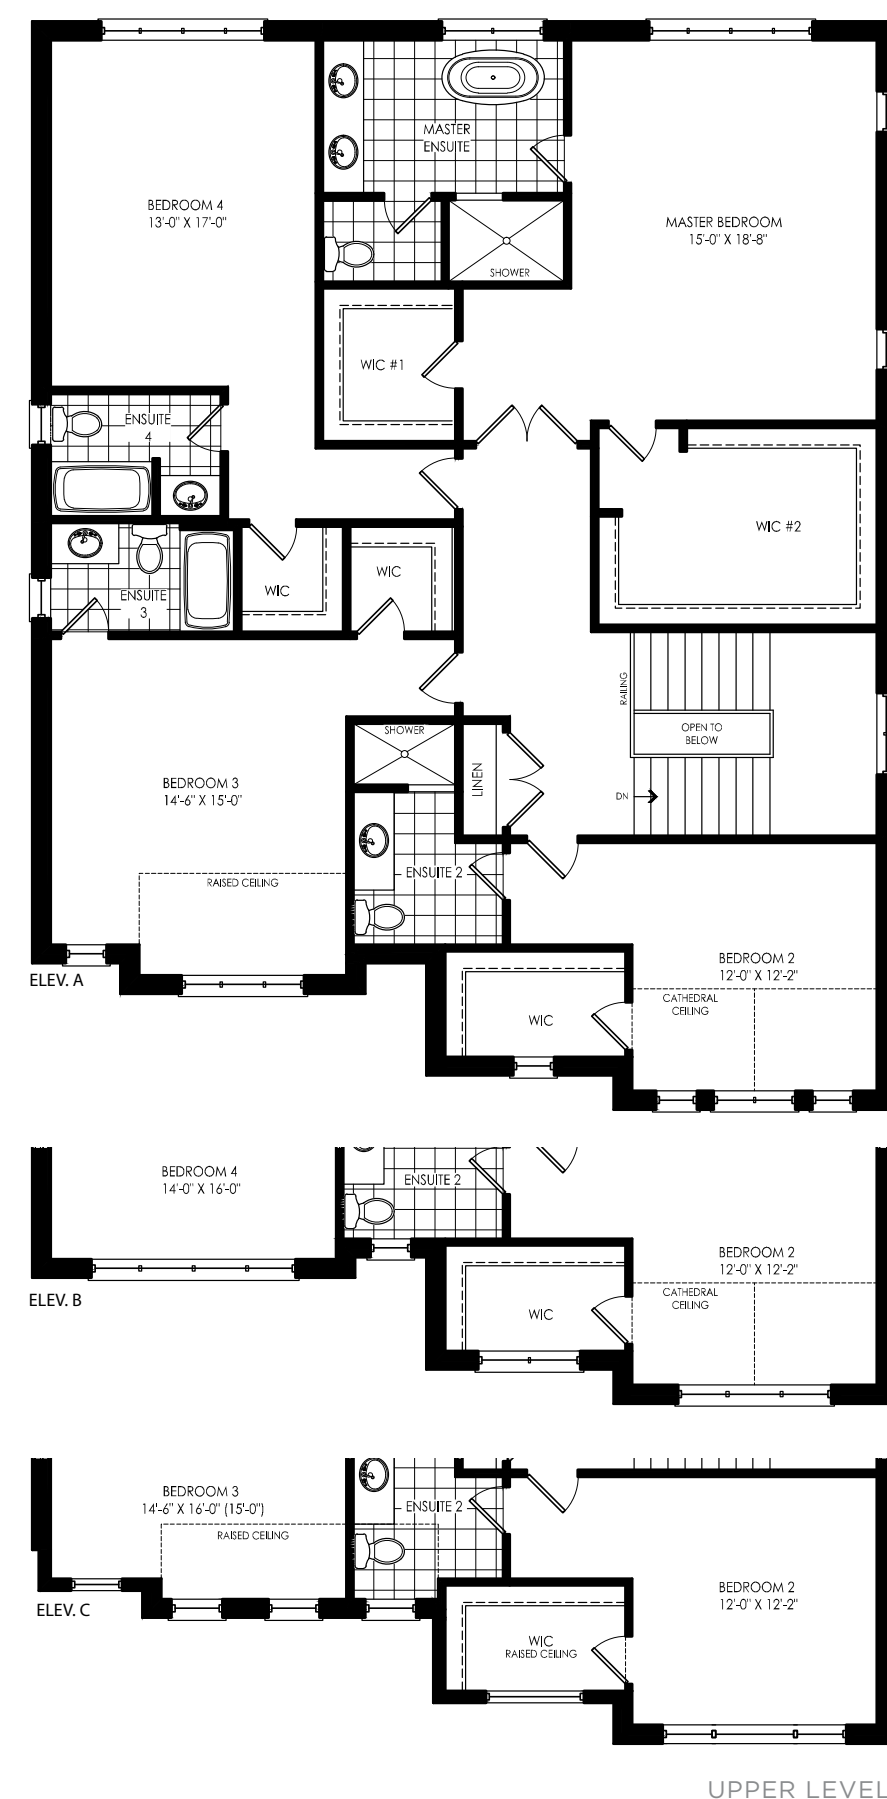 MASTER
ENSUITE
BEDROOM 4
13'-0" X 17'-0"
MASTER BEDROOM
15'-0" X 18'-8"
SHOWER
WIC #1
ENSUITE
4
WIC #2
WIC
WIC
ENSUITE
3
RAILING
OPEN TO
BELOW
SHOWER
LINEN
BEDROOM 3
14'-6" X 15'-0"
DN
RAISED CEILING
ENSUITE 2
BEDROOM 2
12'-0" X 12'-2"
ELEV. A
CATHEDRAL
CEILING
WIC
BEDROOM 4
14'-0" X 16'-0"
ENSUITE 2
BEDROOM 2
12'-0" X 12'-2"
ELEV. B
CATHEDRAL
CEILING
WIC
BEDROOM 3
14'-6" X 16'-0" (15'-0")
ENSUITE 2
RAISED CEILING
BEDROOM 2
12'-0" X 12'-2"
ELEV. C
WIC
RAISED CEILING
UPPER LEVEL